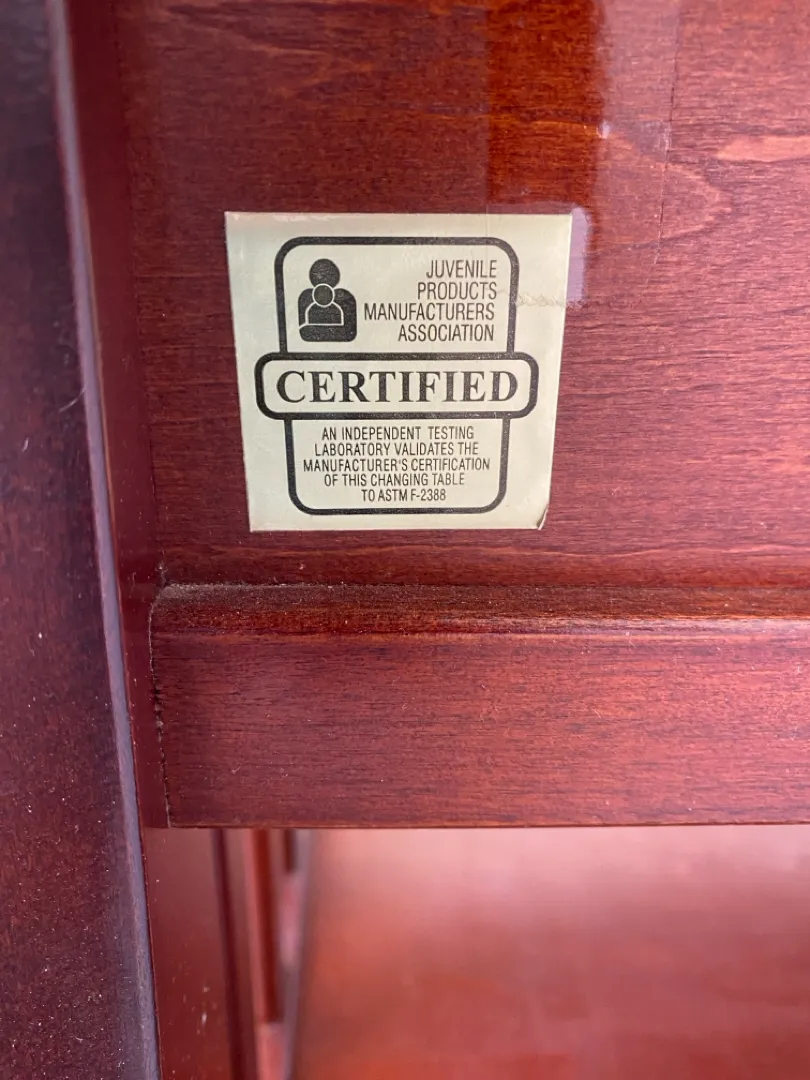 JUVENILE
PRODUCTS
MANUFACTURERS
ASSOCIATION
CERTIFIED
AN INDEPENDENT TESTING
LABORATORY VALIDATES THE
MANUFACTURER'S CERTIFICATION
OF THIS CHANGING TABLE
TO ASTM F-2388